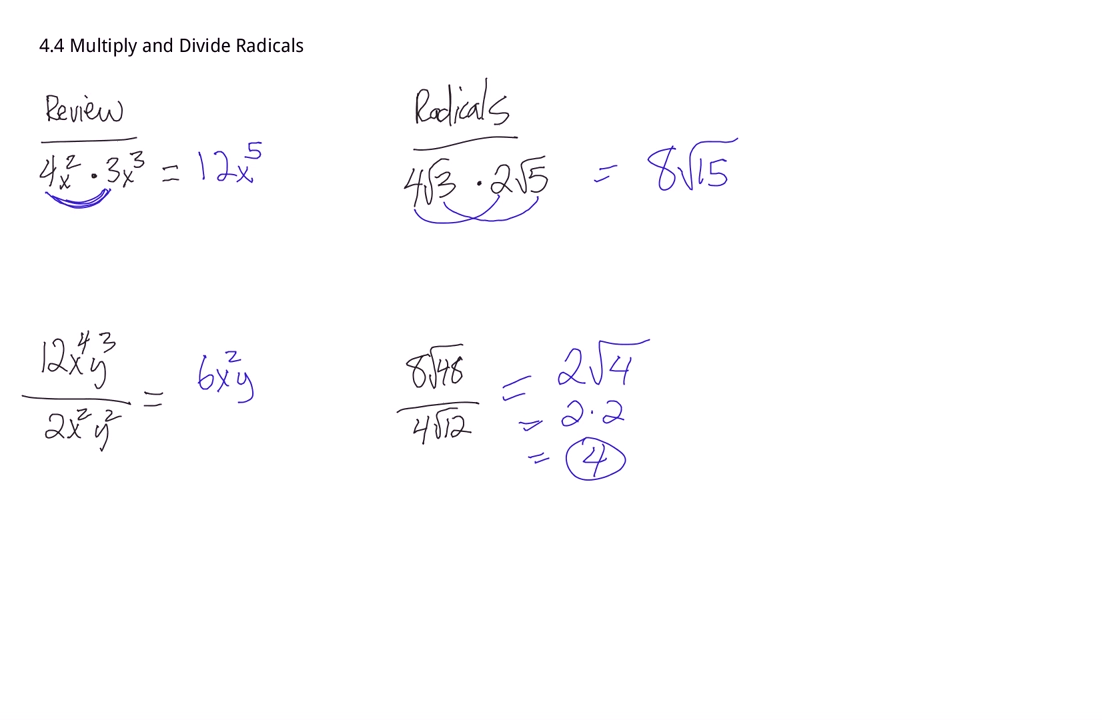 4.4 Multiply and Divide Radicals
Review
4x² · 3x³ = 12x⁵
Radicals
4√3 · 2√5 = 8√15
12x⁴y³ / 2x²y² = 6x²y
8√48 / 4√12 = 2√4
= 2·2
= 4